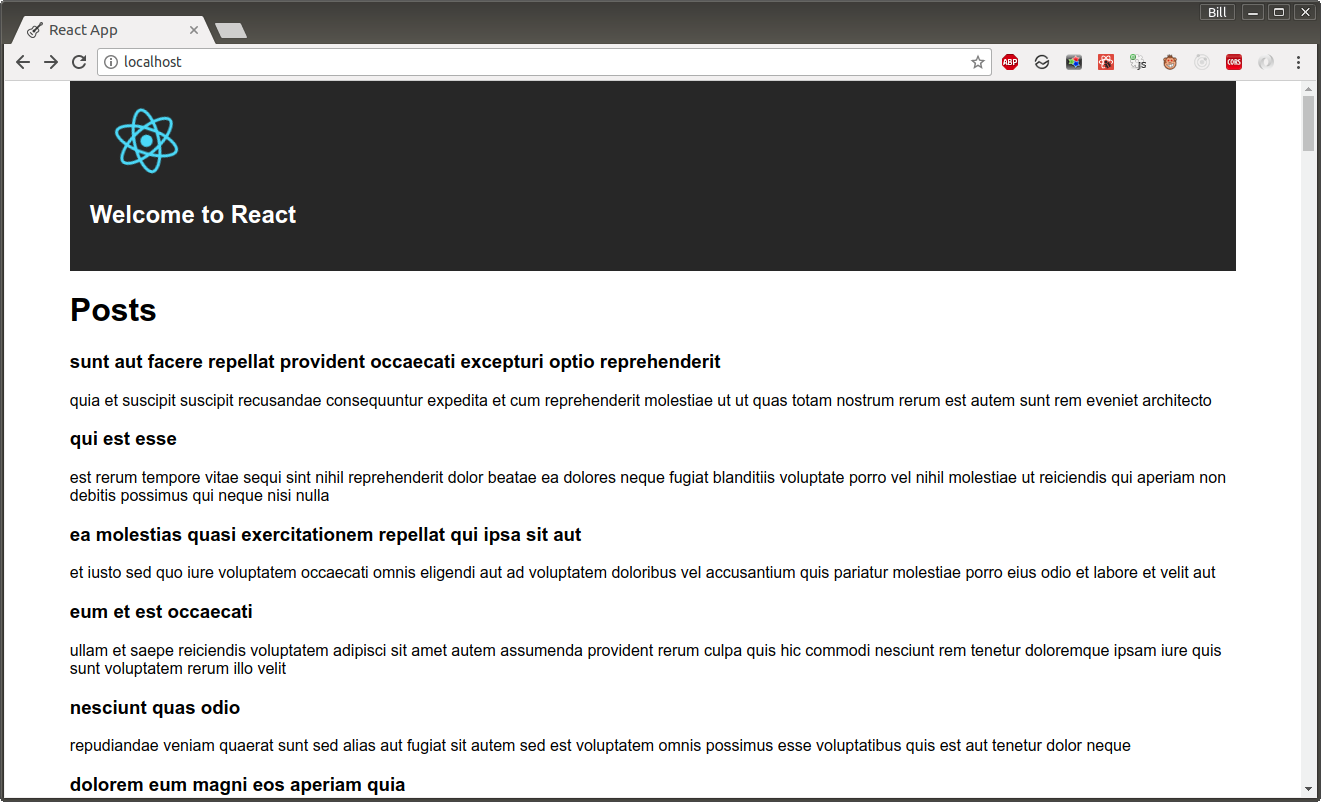 Bill
React App
localhost
ABP
js
CORS
Welcome to React
Posts
sunt aut facere repellat provident occaecati excepturi optio reprehenderit
quia et suscipit suscipit recusandae consequuntur expedita et cum reprehenderit molestiae ut ut quas totam nostrum rerum est autem sunt rem eveniet architecto
qui est esse
est rerum tempore vitae sequi sint nihil reprehenderit dolor beatae ea dolores neque fugiat blanditiis voluptate porro vel nihil molestiae ut reiciendis qui aperiam non
debitis possimus qui neque nisi nulla
ea molestias quasi exercitationem repellat qui ipsa sit aut
et iusto sed quo iure voluptatem occaecati omnis eligendi aut ad voluptatem doloribus vel accusantium quis pariatur molestiae porro eius odio et labore et velit aut
eum et est occaecati
ullam et saepe reiciendis voluptatem adipisci sit amet autem assumenda provident rerum culpa quis hic commodi nesciunt rem tenetur doloremque ipsam iure quis
sunt voluptatem rerum illo velit
nesciunt quas odio
repudiandae veniam quaerat sunt sed alias aut fugiat sit autem sed est voluptatem omnis possimus esse voluptatibus quis est aut tenetur dolor neque
dolorem eum magni eos aperiam quia